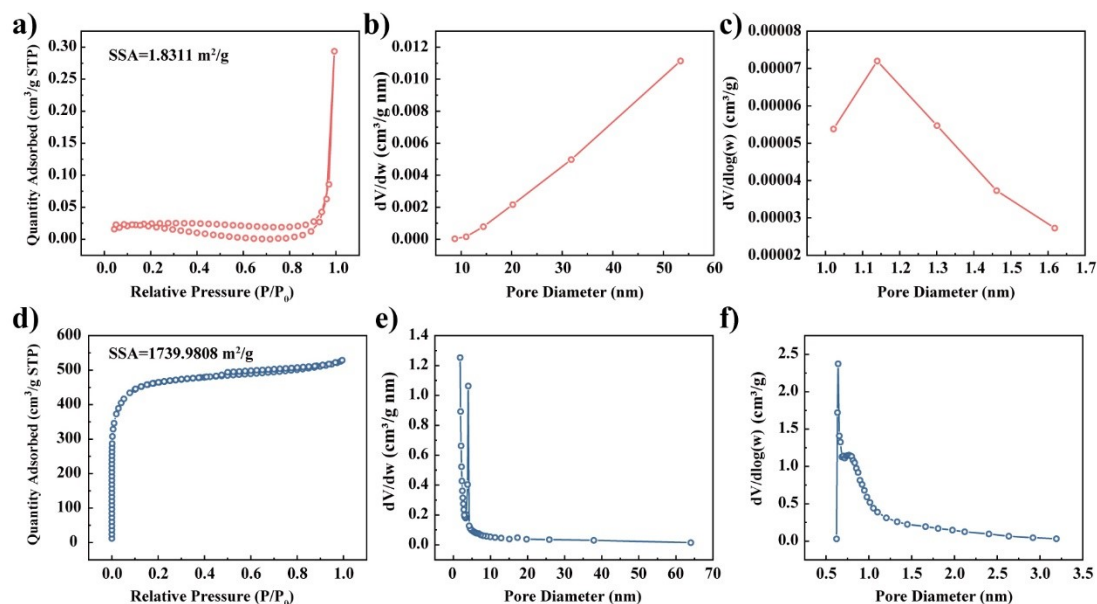 a)
SSA=1.8311 m²/g
Quantity Adsorbed (cm³/g STP)
0.30
0.25
0.20
0.15
0.10
0.05
0.00
0.0 0.2 0.4 0.6 0.8 1.0
Relative Pressure (P/P₀)
b)
dV/dw (cm³/g nm)
0.012
0.010
0.008
0.006
0.004
0.002
0.000
10 20 30 40 50 60
Pore Diameter (nm)
c)
dV/dlog(w) (cm³/g)
0.00008
0.00007
0.00006
0.00005
0.00004
0.00003
0.00002
1.0 1.1 1.2 1.3 1.4 1.5 1.6 1.7
Pore Diameter (nm)
d)
SSA=1739.9808 m²/g
Quantity Adsorbed (cm³/g STP)
600
500
400
300
200
100
0
0.0 0.2 0.4 0.6 0.8 1.0
Relative Pressure (P/P₀)
e)
dV/dw (cm³/g nm)
1.4
1.2
1.0
0.8
0.6
0.4
0.2
0.0
0 10 20 30 40 50 60 70
Pore Diameter (nm)
f)
dV/dlog(w) (cm³/g)
2.5
2.0
1.5
1.0
0.5
0.0
0.5 1.0 1.5 2.0 2.5 3.0 3.5
Pore Diameter (nm)